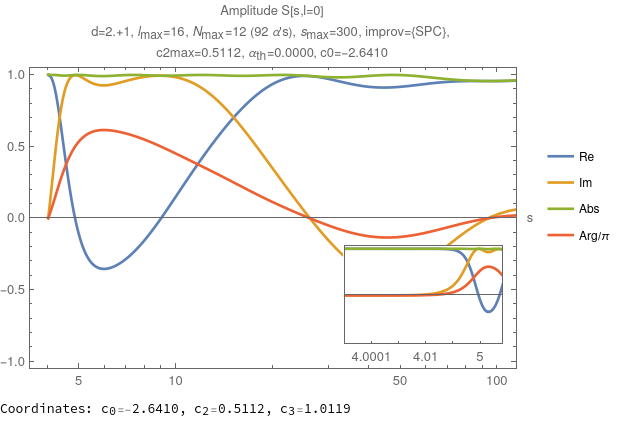 Amplitude S[s,l=0]
d=2.+1, lmax=16, Nmax=12 (92 α's), smax=300, improv={SPC},
c2max=0.5112, αth=0.0000, c0=-2.6410
1.0
0.5
0.0
-0.5
-1.0
5
10
50
100
s
4.0001
4.01
5
Re
Im
Abs
Arg/π
Coordinates: c0=-2.6410, c2=0.5112, c3=1.0119